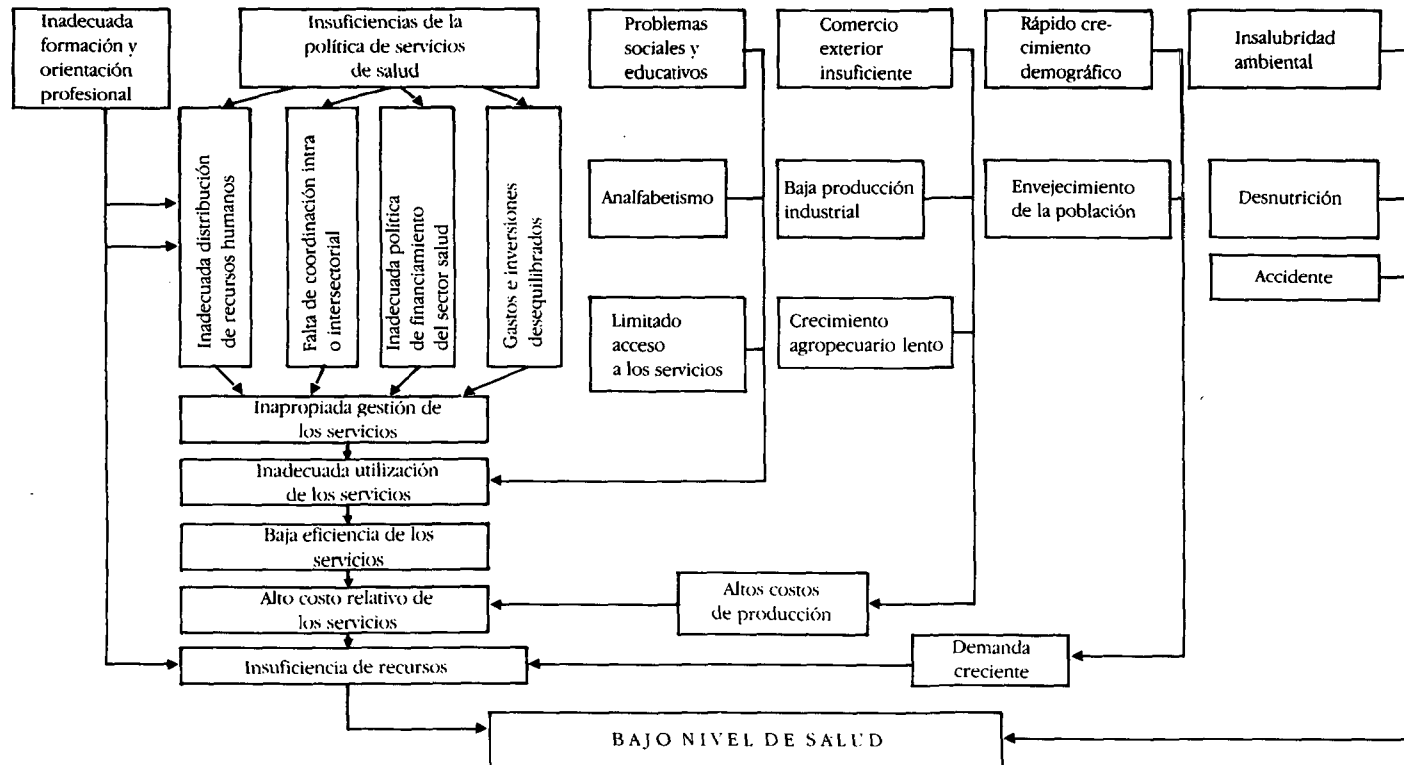 Inadecuada
formación y
orientación
profesional
Insuficiencias de la
política de servicios
de salud
Problemas
sociales y
educativos
Comercio
exterior
insuficiente
Rápido cre-
cimiento
demográfico
Insalubridad
ambiental
Inadecuada distribución
de recursos humanos
Falta de coordinación intra
o intersectorial
Inadecuada política
de financiamiento
del sector salud
Gastos e inversiones
desequilibrados
Analfabetismo
Baja producción
industrial
Envejecimiento
de la población
Desnutrición
Accidente
Limitado
acceso
a los servicios
Crecimiento
agropecuario lento
Inapropiada gestión de
los servicios
Inadecuada utilización
de los servicios
Baja eficiencia de los
servicios
Alto costo relativo de
los servicios
Altos costos
de producción
Insuficiencia de recursos
Demanda
creciente
BAJO NIVEL DE SALUD